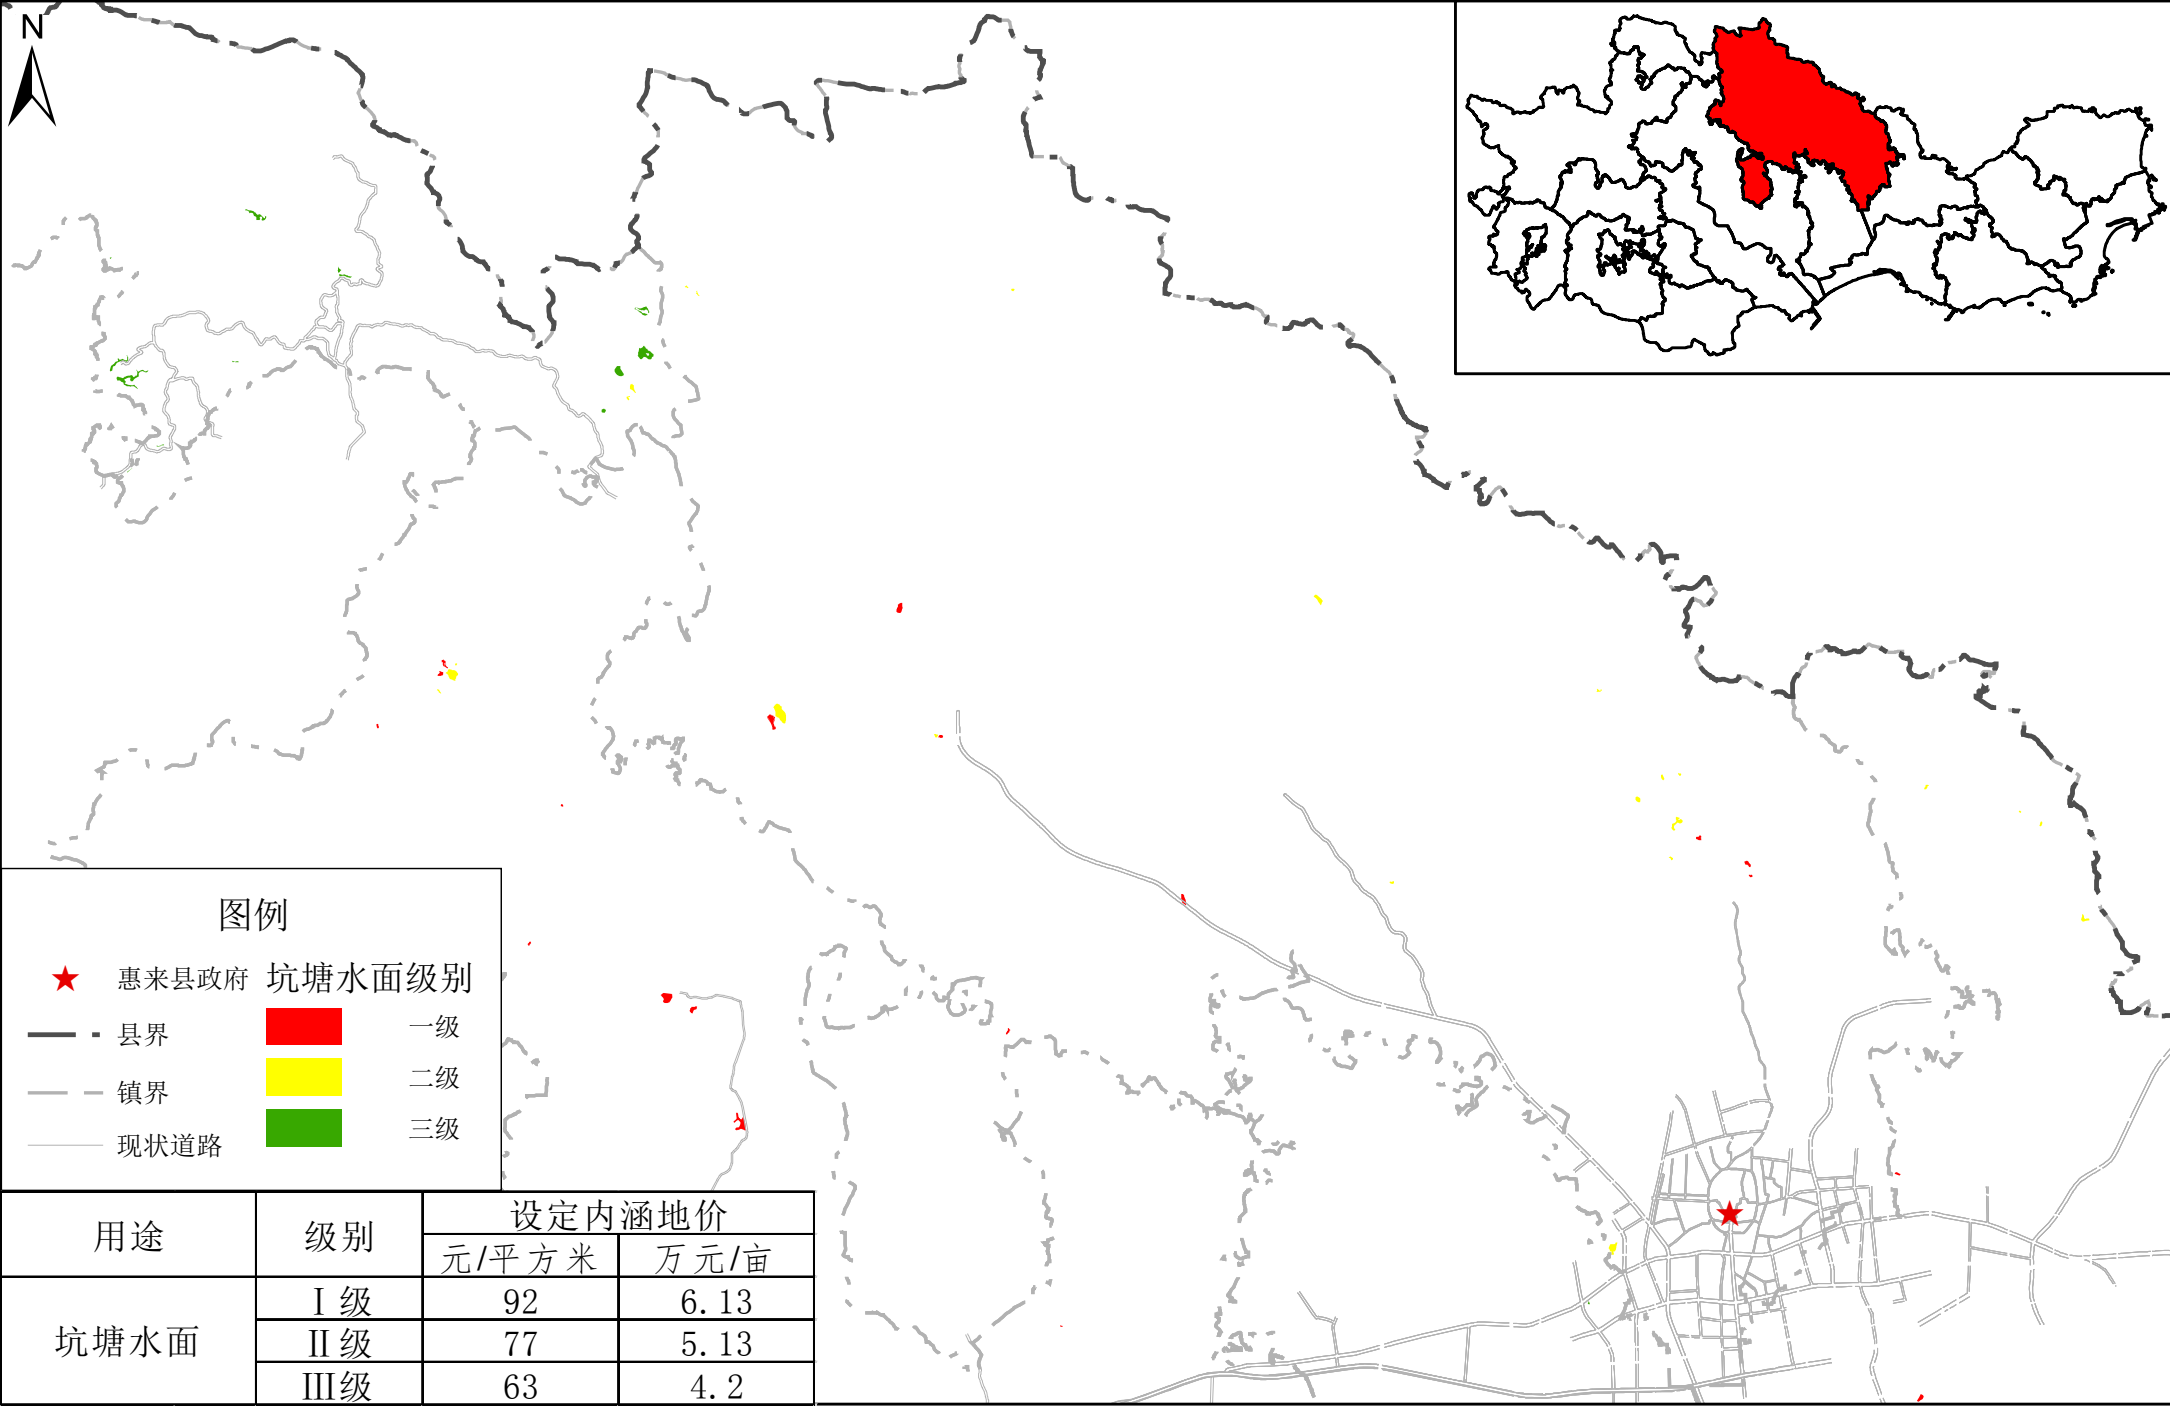 N
图例
惠来县政府
坑塘水面级别
县界
一级
镇界
二级
现状道路
三级
用途 级别 设定内涵地价
元/平方米 万元/亩
坑塘水面
Ⅰ级 92 6.13
Ⅱ级 77 5.13
Ⅲ级 63 4.2